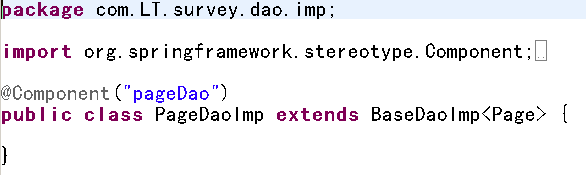 package com.LT.survey.dao.imp;
import org.springframework.stereotype.Component;
@Component("pageDao")
public class PageDaoImp extends BaseDaoImp<Page> {
}